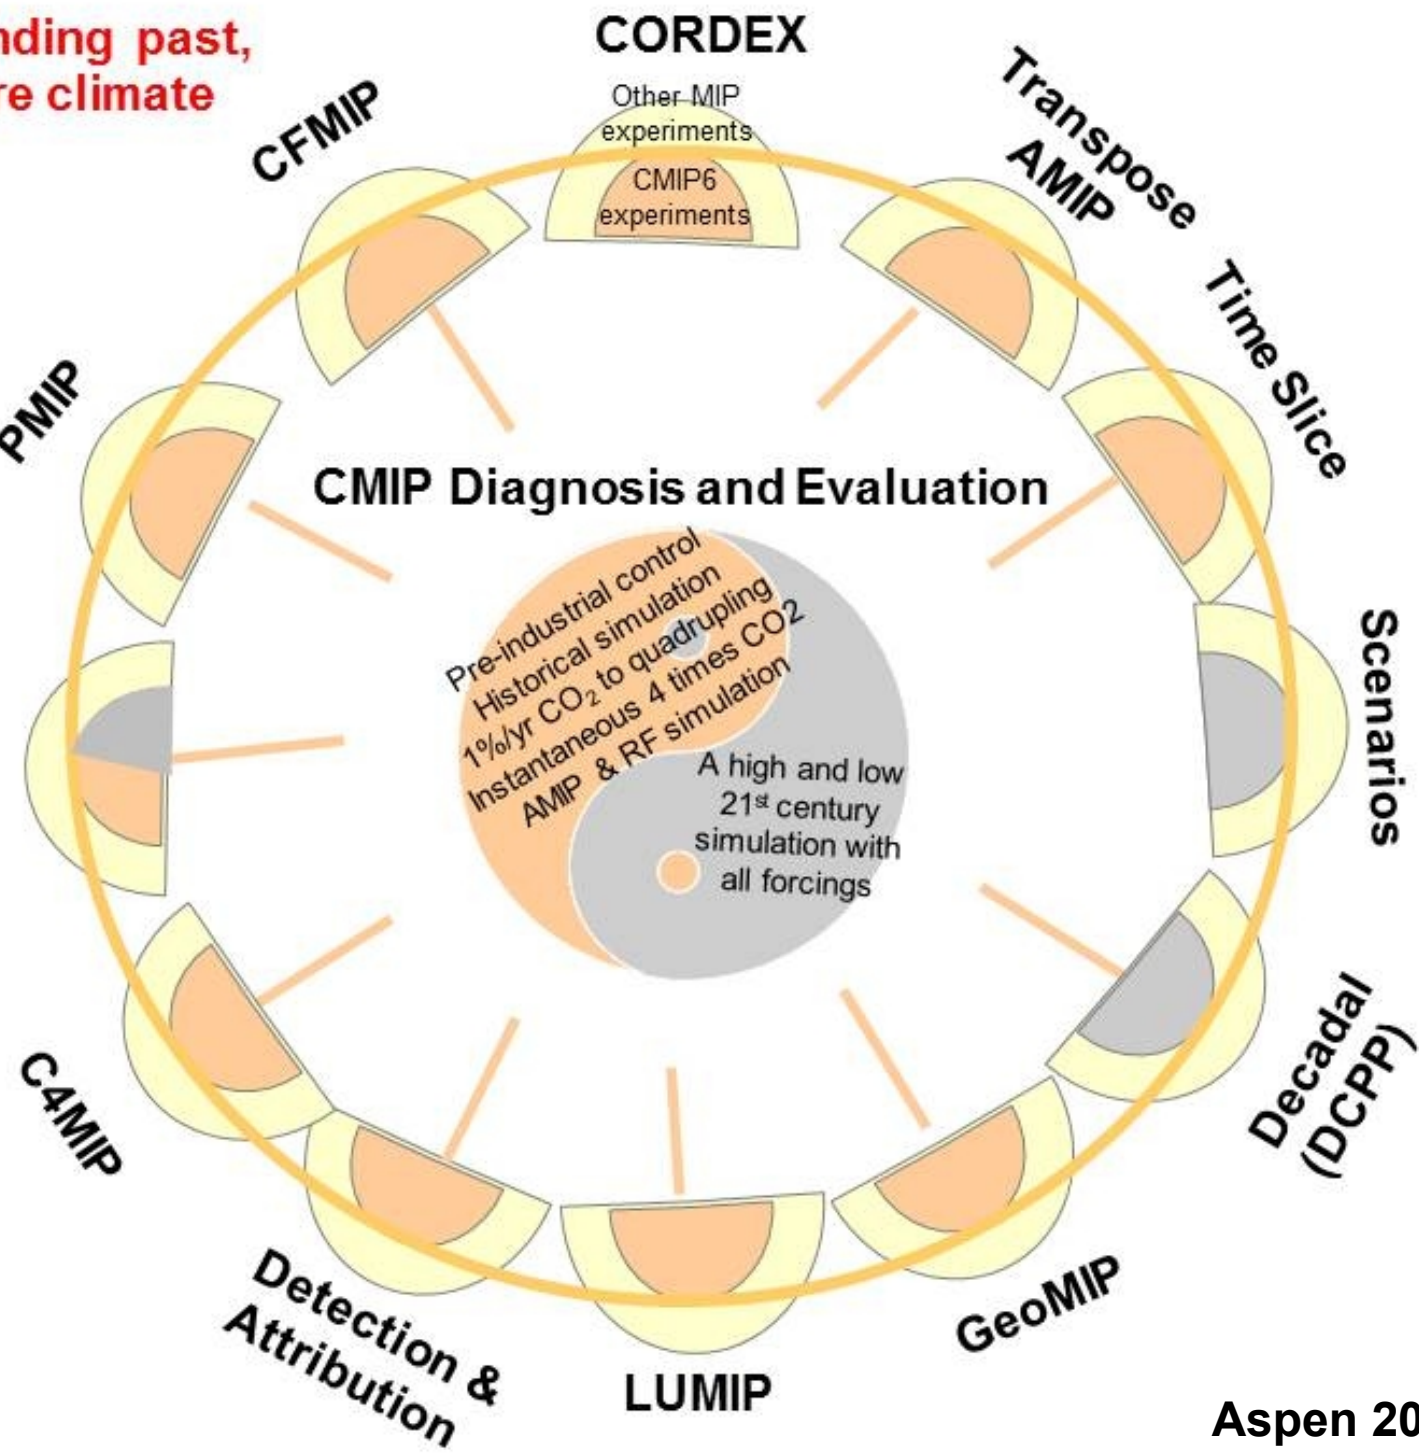 nding past,
re climate
CORDEX
Other MIP
experiments
CMIP6
experiments
Transpose
AMIP
Time Slice
Scenarios
Decadal
(DCPP)
GeoMIP
LUMIP
Detection &
Attribution
C4MIP
PMIP
CFMIP
CMIP Diagnosis and Evaluation
Pre-industrial control
Historical simulation
1%/yr CO₂ to quadrupling
Instantaneous 4 times CO2
AMIP & RF simulation
A high and low
21ˢᵗ century
simulation with
all forcings
Aspen 20